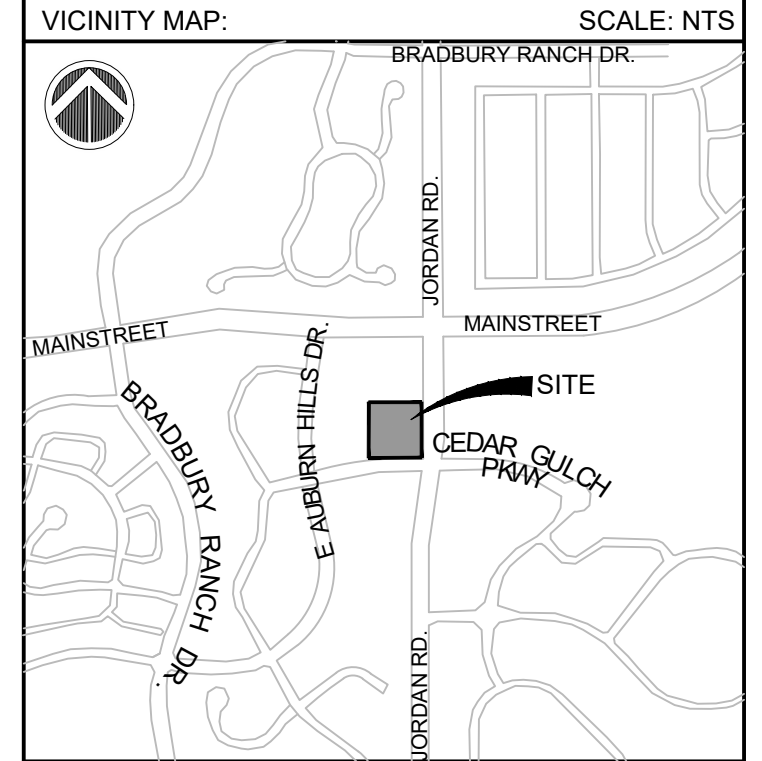 VICINITY MAP: SCALE: NTS
BRADBURY RANCH DR.
JORDAN RD.
MAINSTREET
MAINSTREET
E AUBURN HILLS DR.
SITE
BRADBURY RANCH DR.
CEDAR GULCH
PKWY
JORDAN RD.